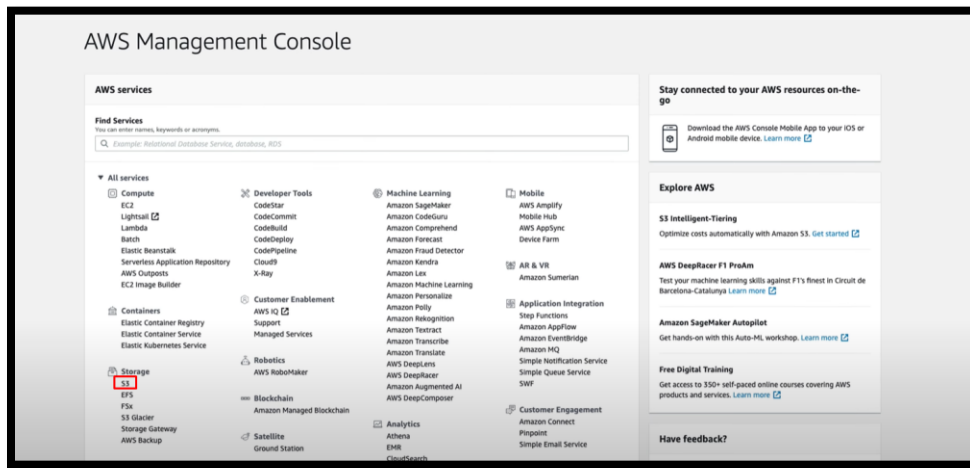 AWS Management Console
AWS services
Find Services
You can enter names, keywords or acronyms.
Example: Relational Database Service, database, RDS
All services
Compute
EC2
Lightsail
Lambda
Batch
Elastic Beanstalk
Serverless Application Repository
AWS Outposts
EC2 Image Builder
Containers
Elastic Container Registry
Elastic Container Service
Elastic Kubernetes Service
Storage
S3
EFS
FSx
S3 Glacier
Storage Gateway
AWS Backup
Developer Tools
CodeStar
CodeCommit
CodeBuild
CodeDeploy
CodePipeline
Cloud9
X-Ray
Customer Enablement
AWS IQ
Support
Managed Services
Robotics
AWS RoboMaker
Blockchain
Amazon Managed Blockchain
Satellite
Ground Station
Machine Learning
Amazon SageMaker
Amazon CodeGuru
Amazon Comprehend
Amazon Forecast
Amazon Fraud Detector
Amazon Kendra
Amazon Lex
Amazon Machine Learning
Amazon Personalize
Amazon Polly
Amazon Rekognition
Amazon Textract
Amazon Transcribe
Amazon Translate
AWS DeepLens
AWS DeepRacer
Amazon Augmented AI
AWS DeepComposer
Analytics
Athena
EMR
CloudSearch
Mobile
AWS Amplify
Mobile Hub
AWS AppSync
Device Farm
AR & VR
Amazon Sumerian
Application Integration
Step Functions
Amazon AppFlow
Amazon EventBridge
Amazon MQ
Simple Notification Service
Simple Queue Service
SWF
Customer Engagement
Amazon Connect
Pinpoint
Simple Email Service
Stay connected to your AWS resources on-the-
go
Download the AWS Console Mobile App to your iOS or
Android mobile device. Learn more
Explore AWS
S3 Intelligent-Tiering
Optimize costs automatically with Amazon S3. Get started
AWS DeepRacer F1 ProAm
Test your machine learning skills against F1's finest in Circuit de
Barcelona-Catalunya Learn more
Amazon SageMaker Autopilot
Get hands-on with this Auto-ML workshop. Learn more
Free Digital Training
Get access to 350+ self-paced online courses covering AWS
products and services. Learn more
Have feedback?